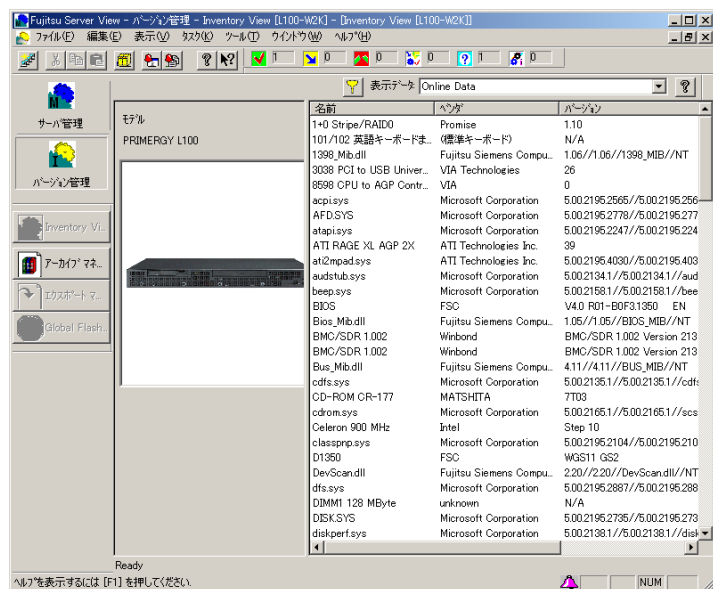 Fujitsu Server View - バージョン管理 - Inventory View [L100-W2K] - [Inventory View [L100-W2K]]
ファイル(F) 編集(E) 表示(V) タスク(K) ツール(T) ウインドウ(W) ヘルプ(H)
1 0 0 0 1 0
表示データ Online Data
サーバ管理
バージョン管理
Inventory Vi...
アーカイブ マネ...
エクスポート マ...
Global Flash...
モデル
PRIMERGY L100
名前 ベンダ バージョン
1+0 Stripe/RAID0 Promise 1.10
101/102 英語キーボードま... (標準キーボード) N/A
1398_Mib.dll Fujitsu Siemens Compu... 1.06//1.06//1398_MIB//NT
3038 PCI to USB Univer... VIA Technologies 26
8598 CPU to AGP Contr... VIA 0
acpi.sys Microsoft Corporation 5.00.2195.2565//5.00.2195.256
AFD.SYS Microsoft Corporation 5.00.2195.2778//5.00.2195.277
atapi.sys Microsoft Corporation 5.00.2195.2247//5.00.2195.224
ATI RAGE XL AGP 2X ATI Technologies Inc. 39
ati2mpad.sys ATI Technologies Inc. 5.00.2195.4030//5.00.2195.403
audstub.sys Microsoft Corporation 5.00.2134.1//5.00.2134.1//aud
beep.sys Microsoft Corporation 5.00.2158.1//5.00.2158.1//bee
BIOS FSC V4.0 R01-B0F3.1350 EN
Bios_Mib.dll Fujitsu Siemens Compu... 1.05//1.05//BIOS_MIB//NT
BMC/SDR 1.002 Winbond BMC/SDR 1.002 Version 213
BMC/SDR 1.002 Winbond BMC/SDR 1.002 Version 213
Bus_Mib.dll Fujitsu Siemens Compu... 4.11//4.11//BUS_MIB//NT
cdfs.sys Microsoft Corporation 5.00.2135.1//5.00.2135.1//cdfs
CD-ROM CR-177 MATSHITA 7T03
cdrom.sys Microsoft Corporation 5.00.2165.1//5.00.2165.1//scs
Celeron 900 MHz Intel Step 10
classpnp.sys Microsoft Corporation 5.00.2195.2104//5.00.2195.210
D1350 FSC WGS11 GS2
DevScan.dll Fujitsu Siemens Compu... 2.20//2.20//DevScan.dll//NT
dfs.sys Microsoft Corporation 5.00.2195.2887//5.00.2195.288
DIMM1 128 MByte unknown N/A
DISK.SYS Microsoft Corporation 5.00.2195.2735//5.00.2195.273
diskperf.sys Microsoft Corporation 5.00.2138.1//5.00.2138.1//disk
Ready
ヘルプを表示するには [F1] を押してください. NUM